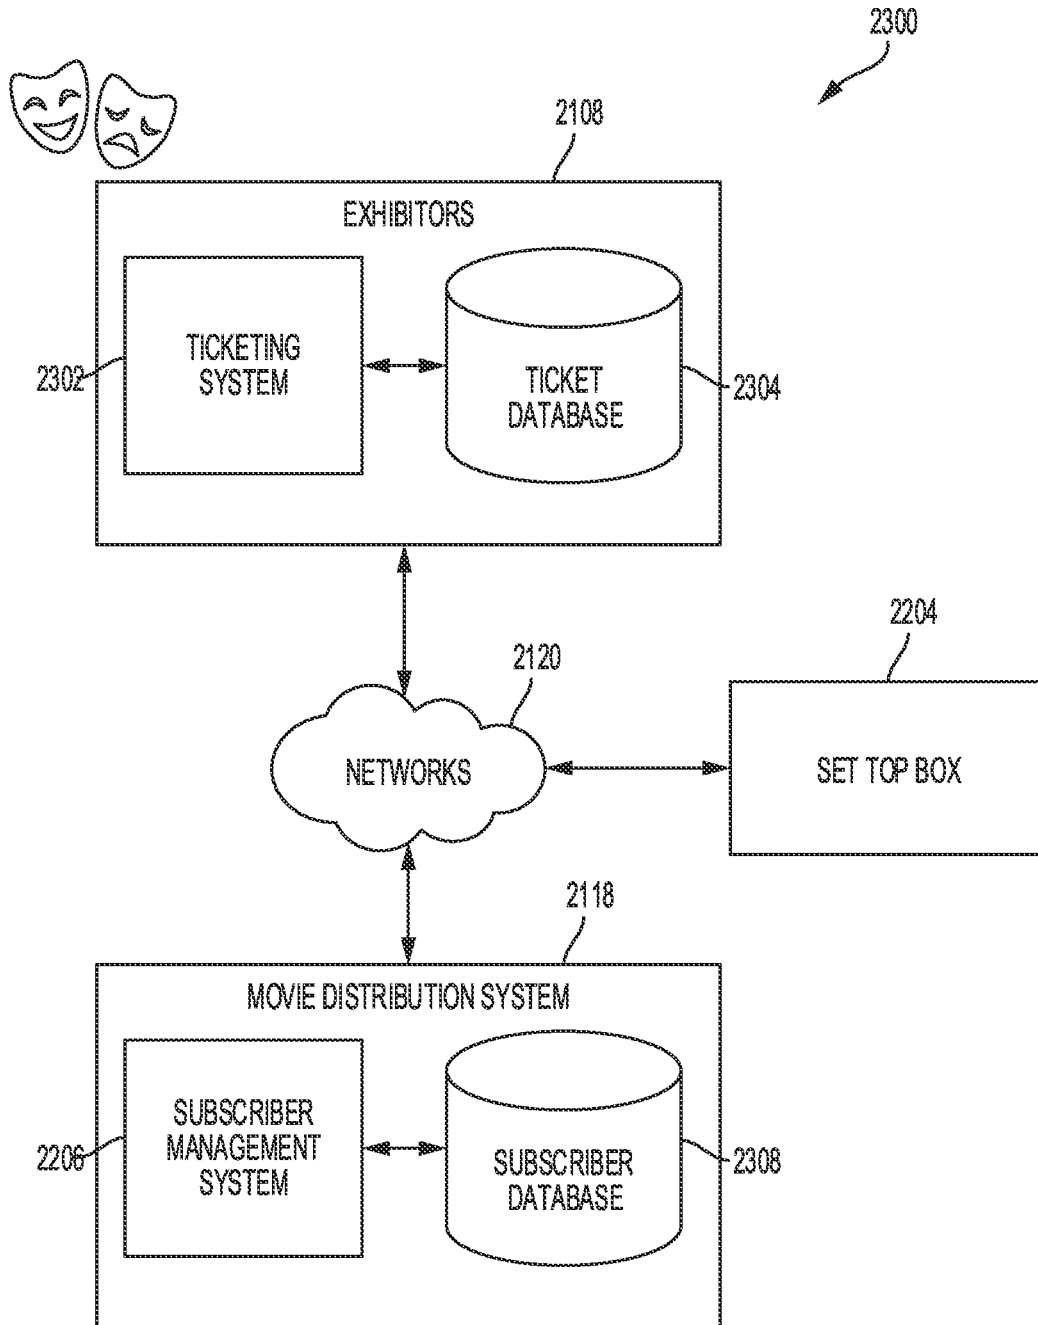 2300
2108
EXHIBITORS
TICKETING
SYSTEM
2302
TICKET
DATABASE
2304
2204
2120
NETWORKS
SET TOP BOX
2118
MOVIE DISTRIBUTION SYSTEM
SUBSCRIBER
MANAGEMENT
SYSTEM
2206
SUBSCRIBER
DATABASE
2308